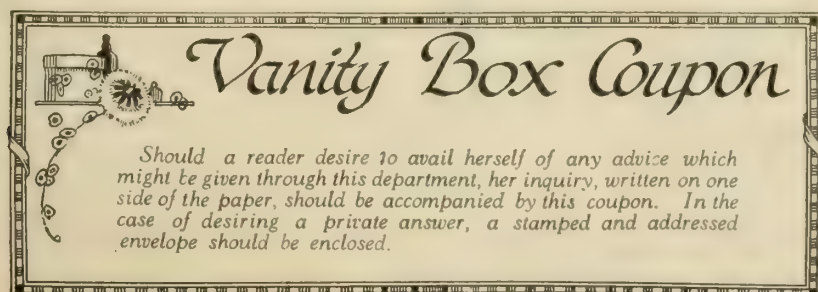 Vanity Box Coupon
Should a reader desire to avail herself of any advice which
might be given through this department, her inquiry, written on one
side of the paper, should be accompanied by this coupon. In the
case of desiring a private answer, a stamped and addressed
envelope should be enclosed.